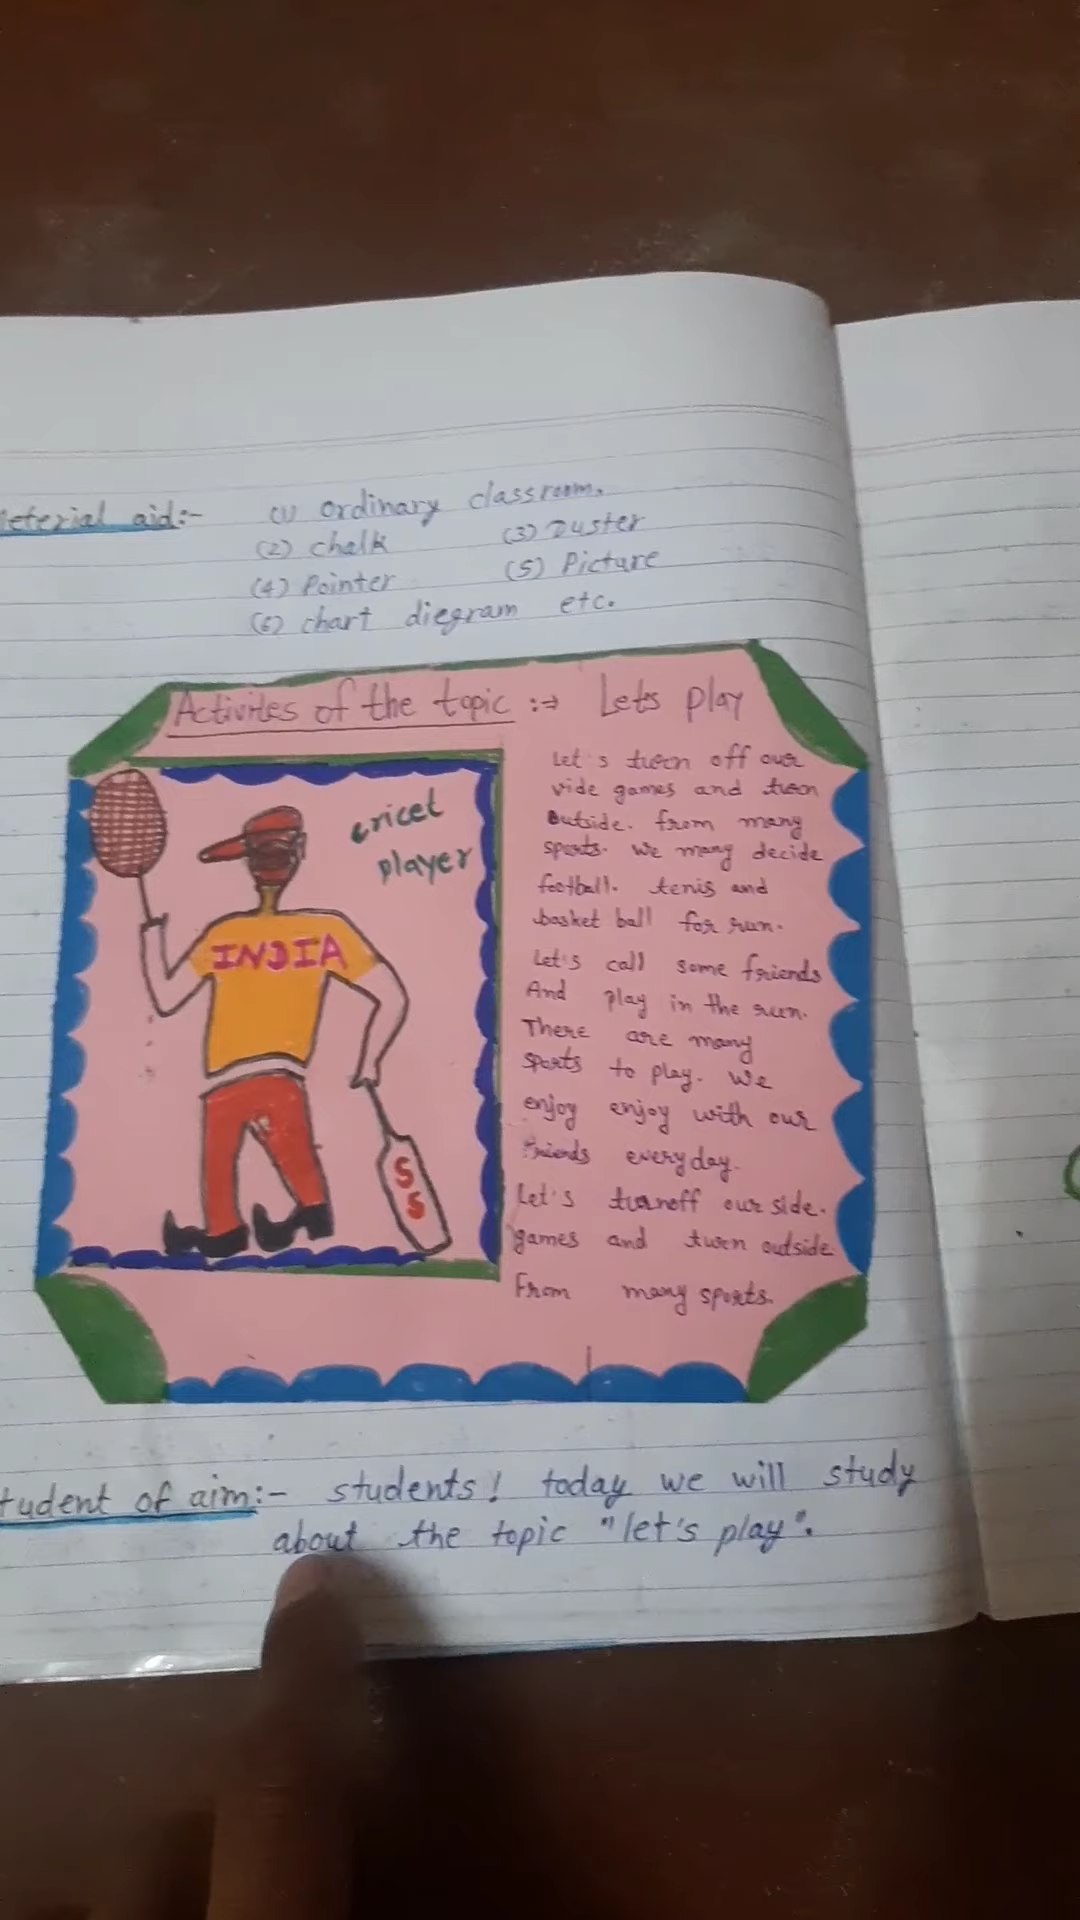 Meterial aid:- (1) ordinary classroom.
(2) chalk (3) Duster
(4) Pointer (5) Picture
(6) chart diegram etc.
Activites of the topic :⇒ Lets play
cricet
player
INDIA
SS
Let's turn off our
vide games and turn
outside. from many
sports. we many decide
football. tenis and
basket ball for run.
Let's call some friends
And play in the sun.
There are many
sports to play. We
enjoy enjoy with our
friends everyday.
Let's turnoff our side.
games and turn outside
From many sports.
tudent of aim:- students! today we will study
about the topic "let's play".